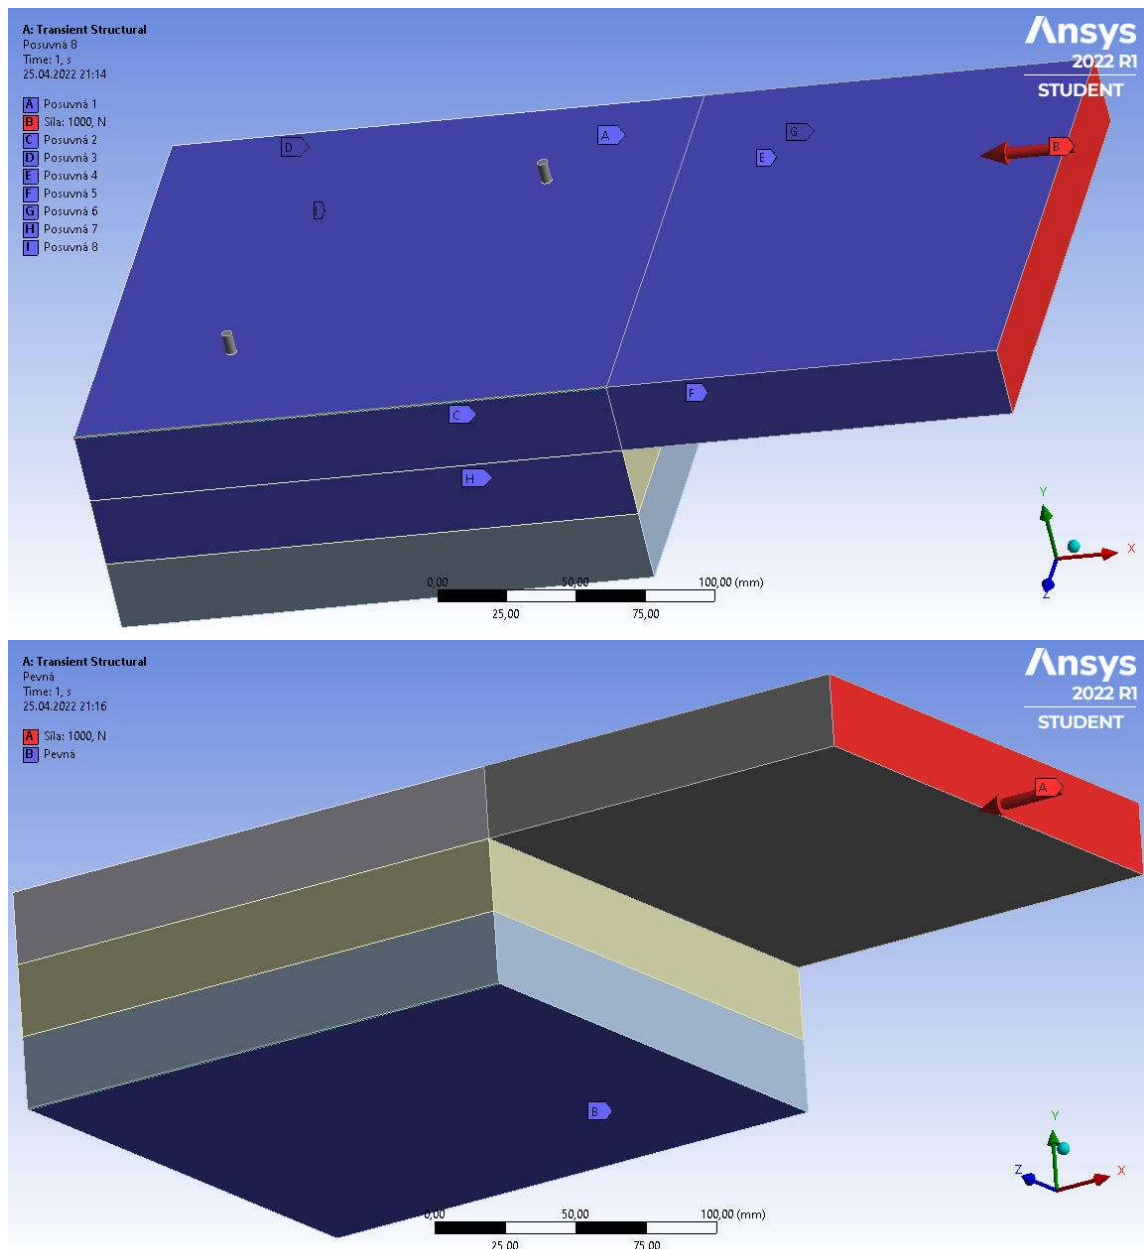 A: Transient Structural
Posuvná 8
Time: 1, s
25.04.2022 21:14
A Posuvná 1
B Síla: 1000, N
C Posuvná 2
D Posuvná 3
E Posuvná 4
F Posuvná 5
G Posuvná 6
H Posuvná 7
I Posuvná 8
Ansys
2022 R1
STUDENT
D
A
G
E
B
I
C
F
H
Y
X
Z
0,00 50,00 100,00 (mm)
25,00 75,00
A: Transient Structural
Pevná
Time: 1, s
25.04.2022 21:16
A Síla: 1000, N
B Pevná
Ansys
2022 R1
STUDENT
A
B
Y
Z
X
0,00 50,00 100,00 (mm)
25,00 75,00